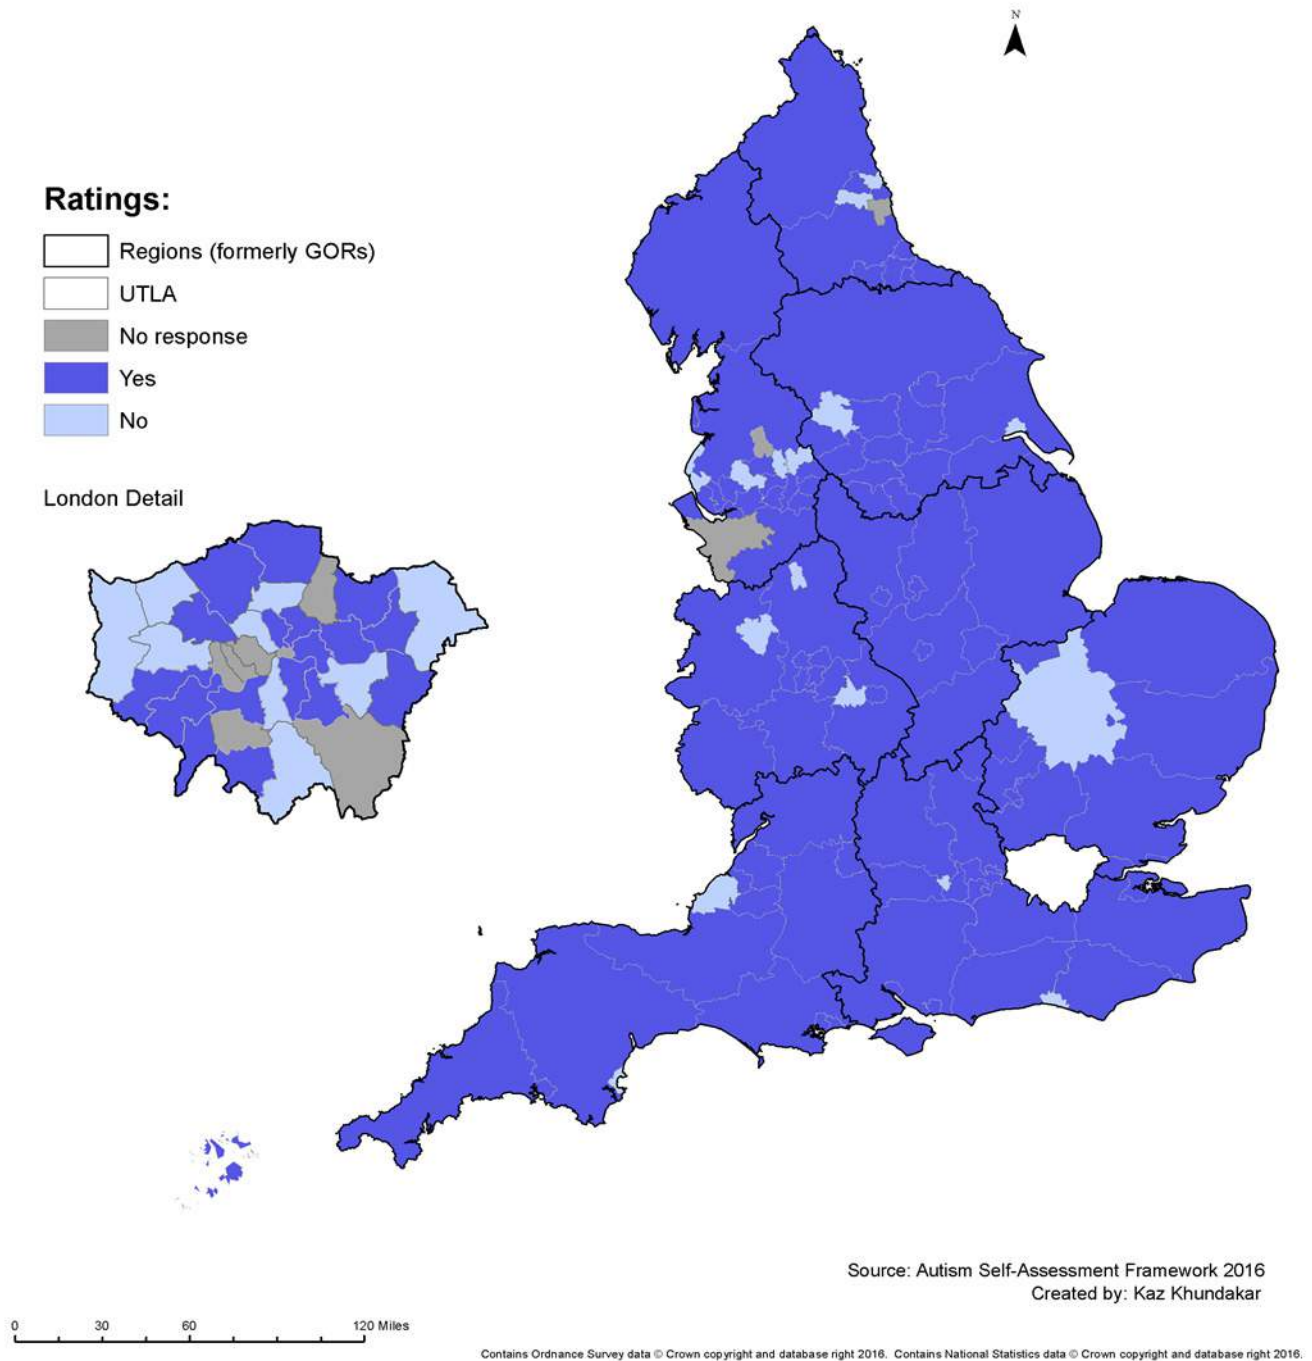 N
Ratings:
Regions (formerly GORs)
UTLA
No response
Yes
No
London Detail
Source: Autism Self-Assessment Framework 2016
Created by: Kaz Khundakar
0 30 60 120 Miles
Contains Ordnance Survey data © Crown copyright and database right 2016. Contains National Statistics data © Crown copyright and database right 2016.